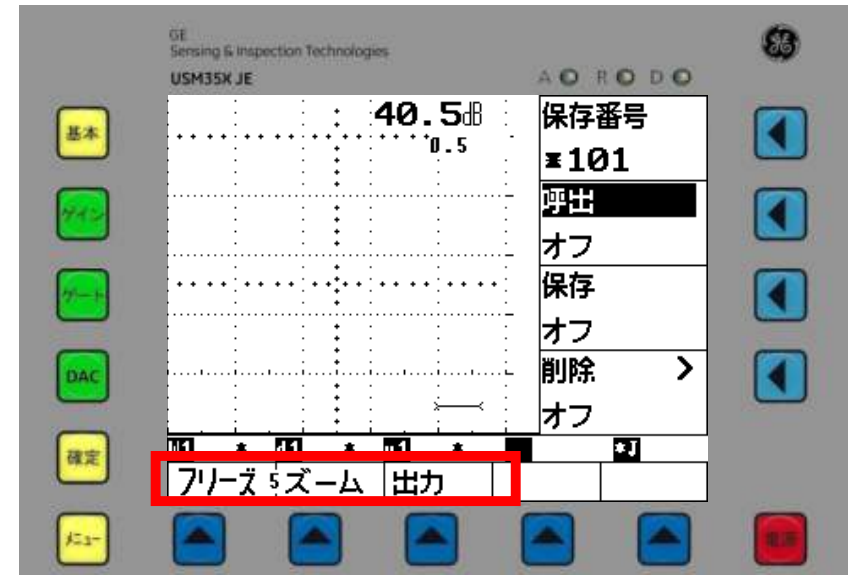 GE
Sensing & Inspection Technologies
USM35X JE
A R D
基本
ゲイン
ゲート
DAC
確定
メニュー
40.5dB
0.5
保存番号
*101
呼出
オフ
保存
オフ
削除 >
オフ
*J
フリーズ 5 ズーム 出力
電源